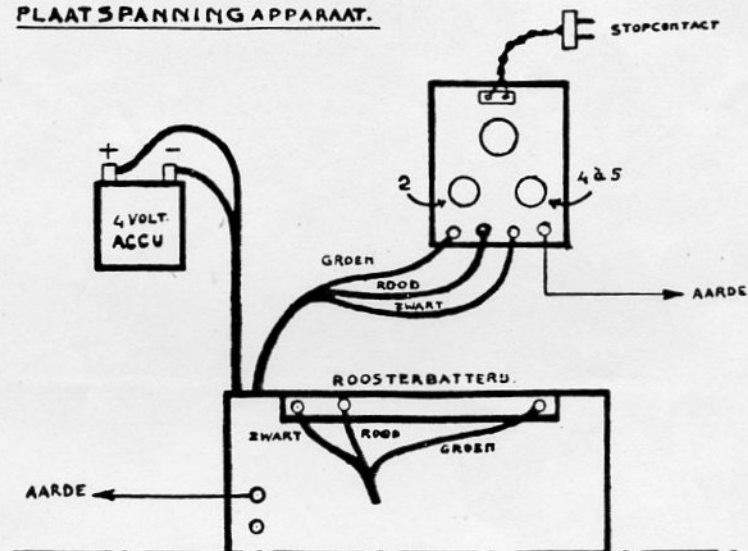 PLAATSPANNINGAPPARAAT.
STOPCONTACT
+ -
4 VOLT.
ACCU
2
4 à 5
GROEN
ROOD
ZWART
AARDE
ROOSTERBATTERIJ.
ZWART
ROOD
GROEN
AARDE